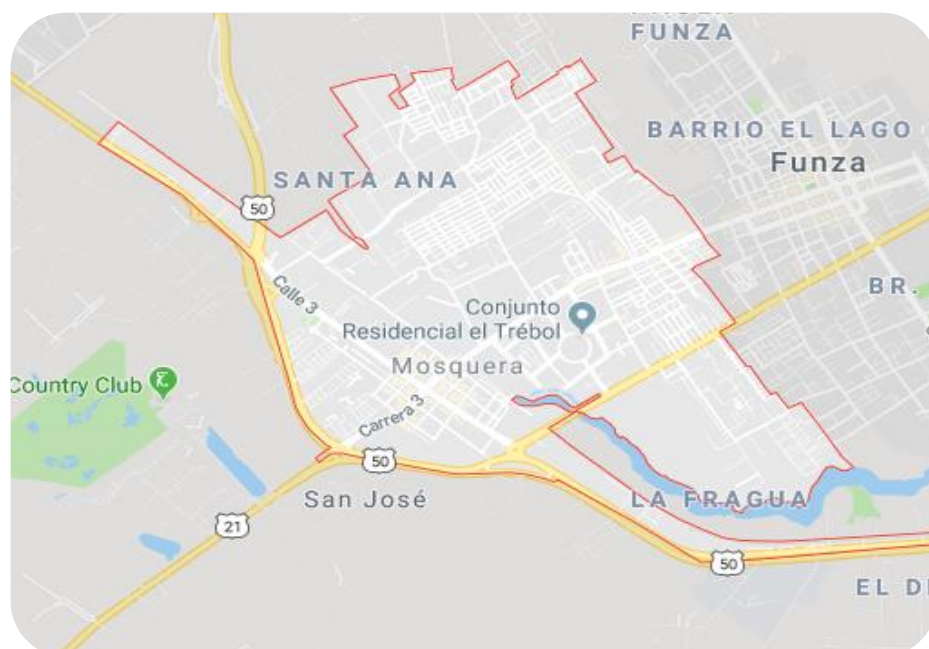 FUNZA
BARRIO EL LAGO
Funza
SANTA ANA
50
BR.
Calle 3
Conjunto
Residencial el Trébol
Mosquera
Country Club
Carrera 3
50
San José
LA FRAGUA
21
50
EL